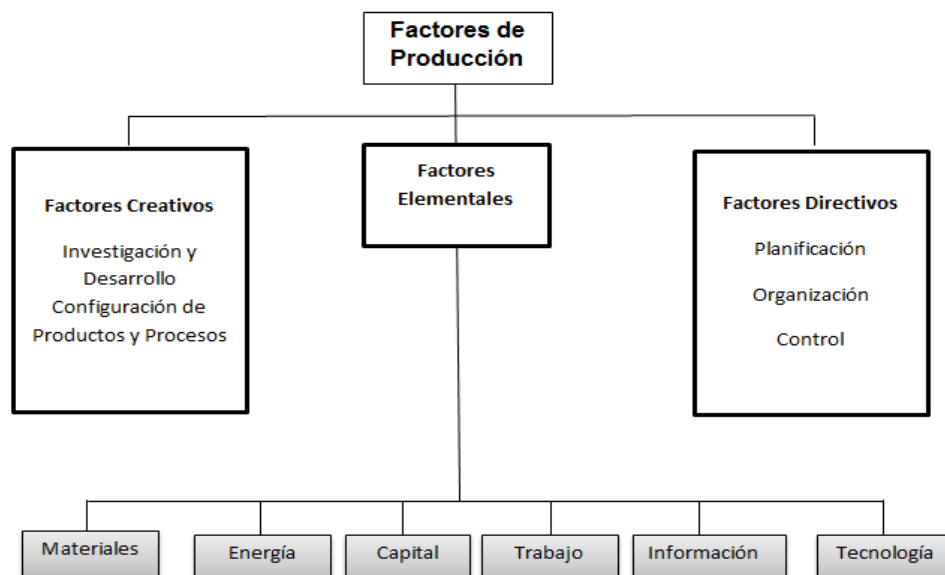 Factores de
Producción
Factores Creativos
Investigación y
Desarrollo
Configuración de
Productos y Procesos
Factores
Elementales
Factores Directivos
Planificación
Organización
Control
Materiales
Energía
Capital
Trabajo
Información
Tecnología